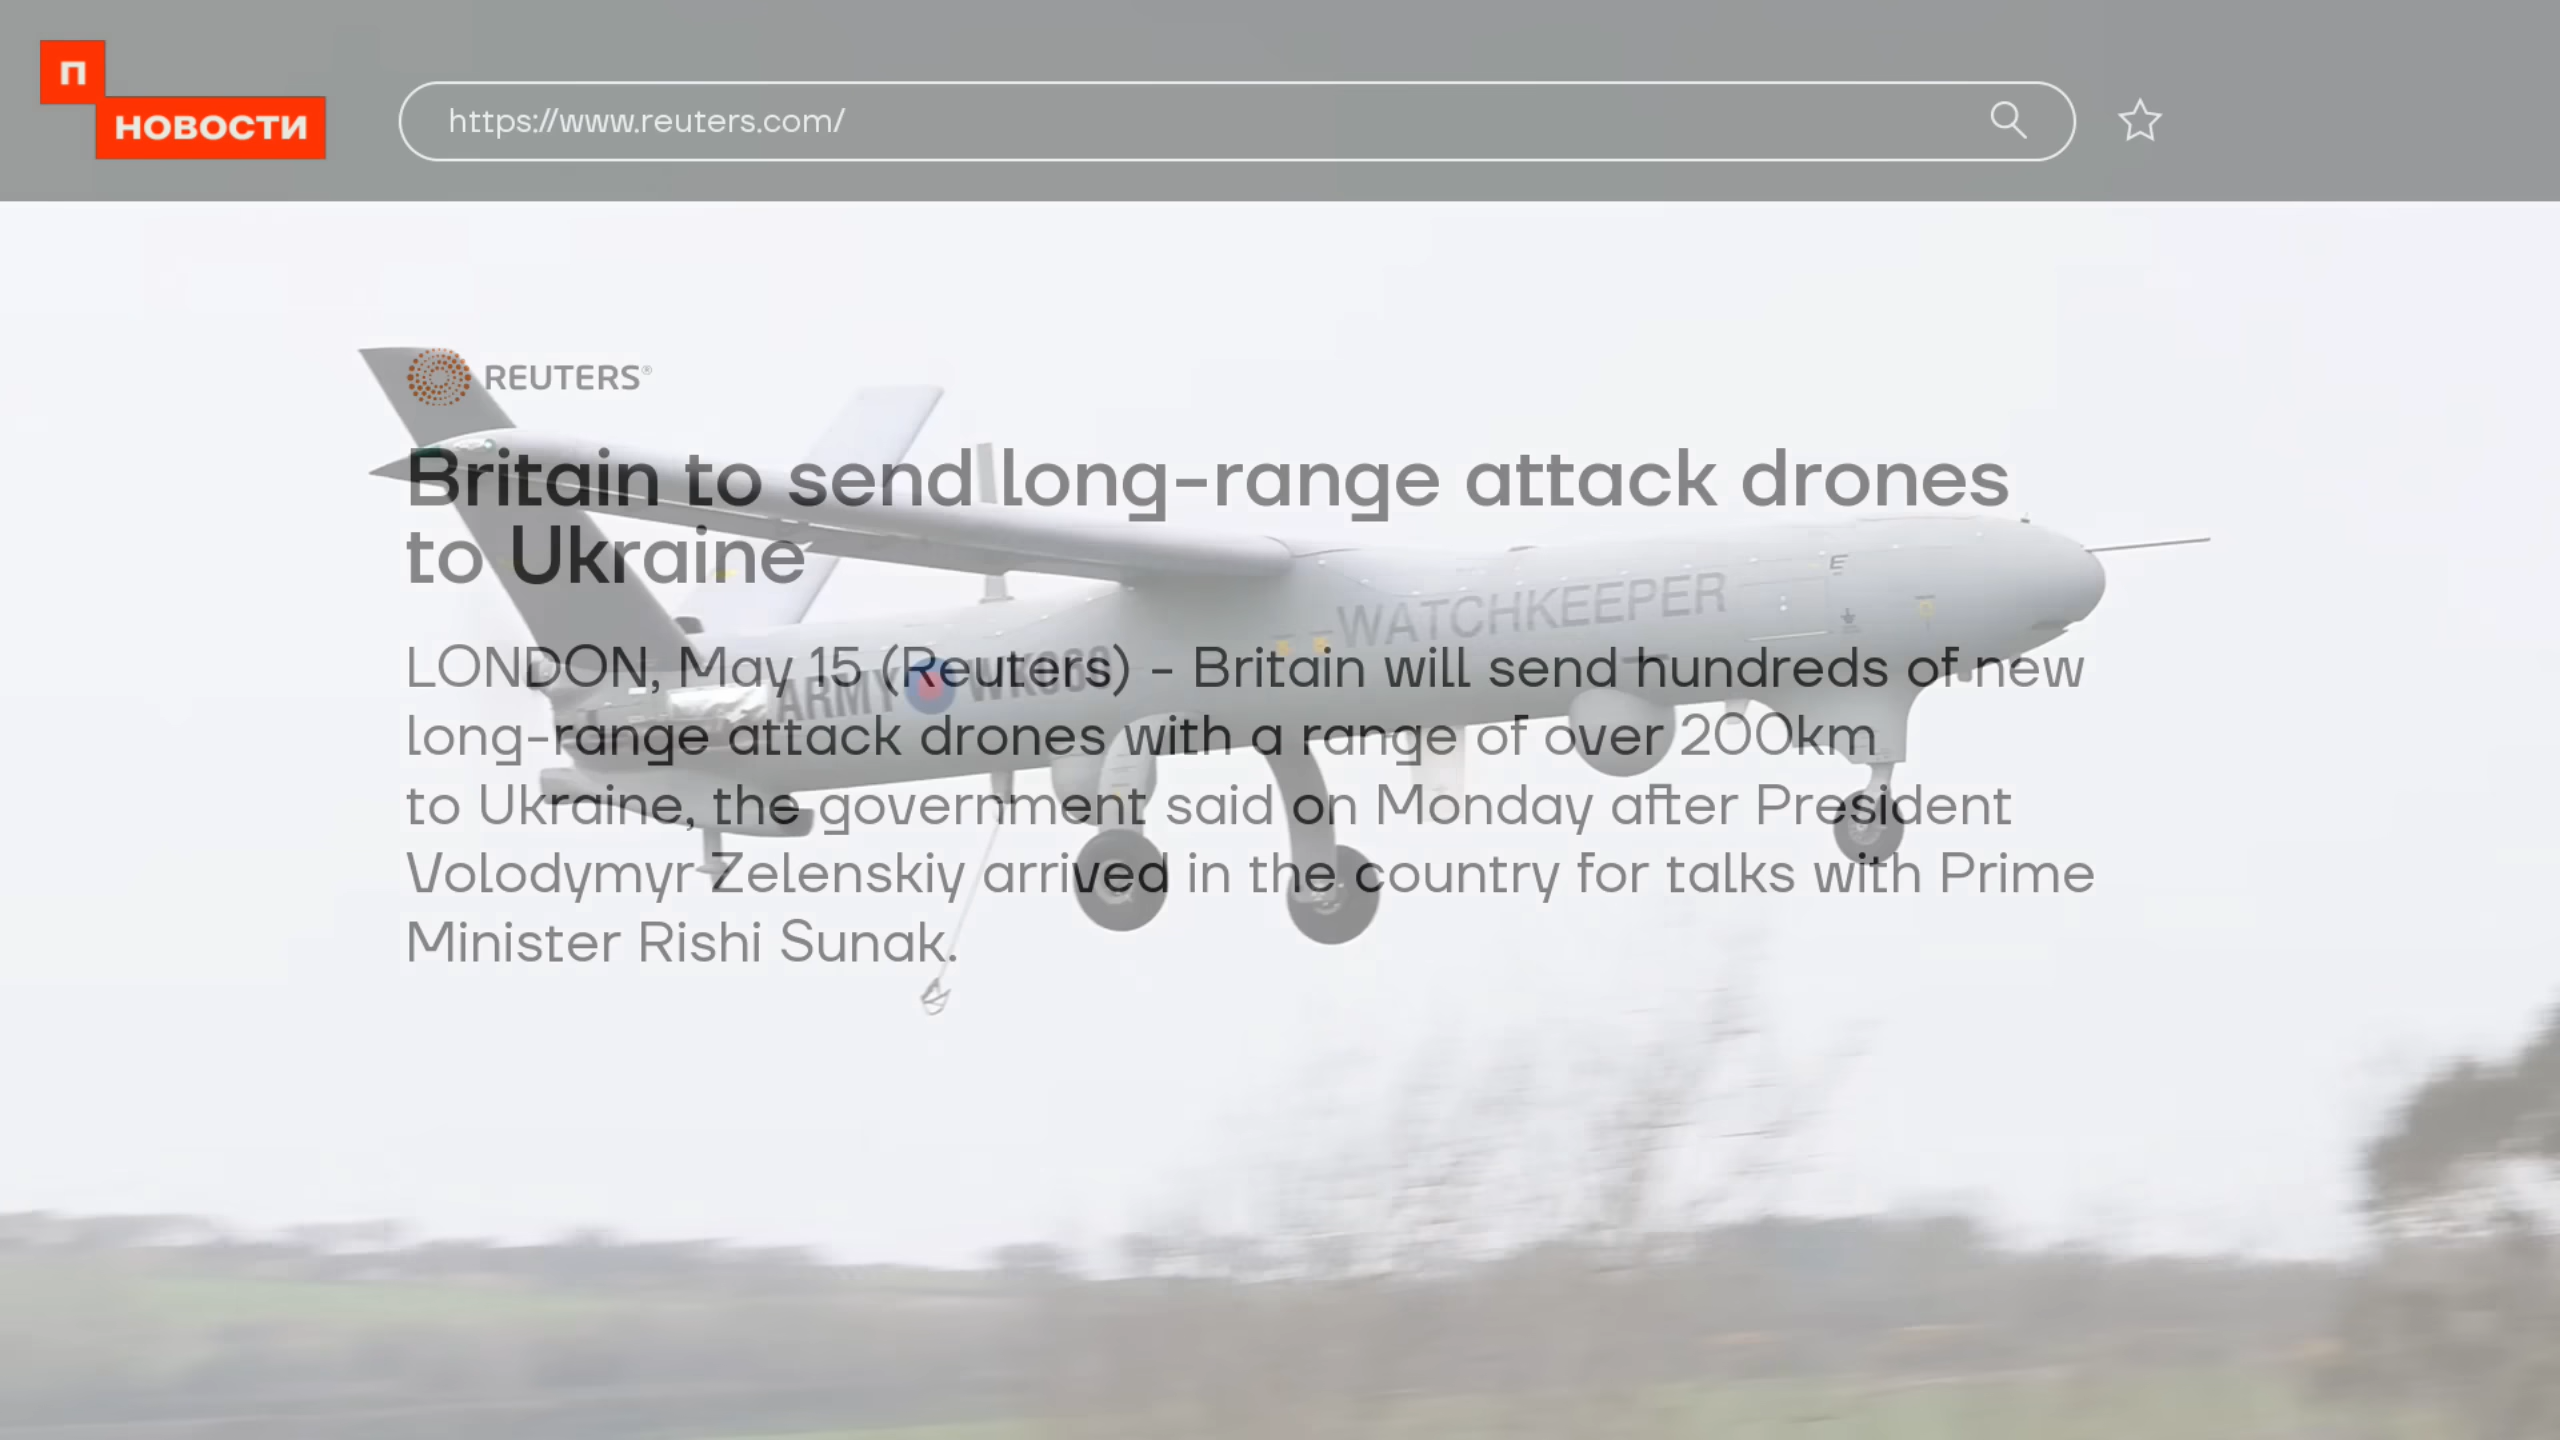 П
НОВОСТИ
https://www.reuters.com/
REUTERS®
Britain to send long-range attack drones
to Ukraine
WATCHKEEPER
E
LONDON, May 15 (Reuters) - Britain will send hundreds of new
ARMY
long-range attack drones with a range of over 200km
to Ukraine, the government said on Monday after President
Volodymyr Zelenskiy arrived in the country for talks with Prime
Minister Rishi Sunak.